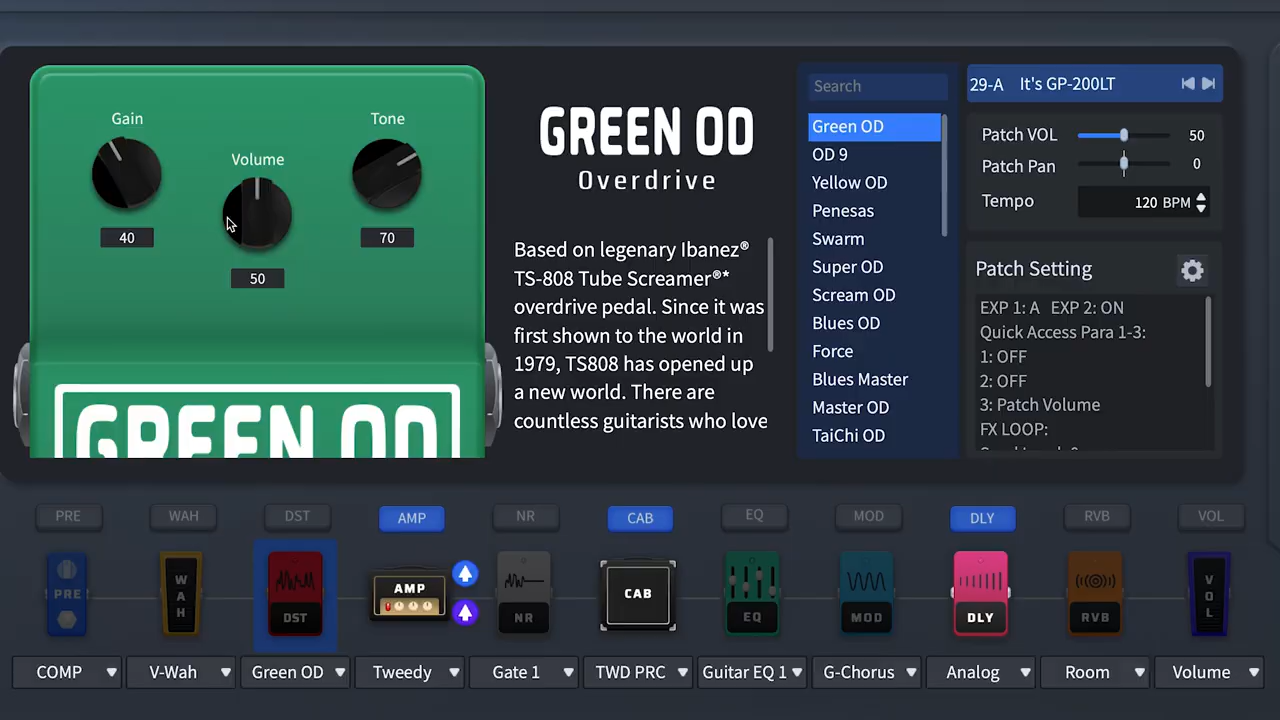 Gain
Volume
Tone
40
50
70
GREEN OD
GREEN OD
Overdrive
Based on legenary Ibanez®
TS-808 Tube Screamer®*
overdrive pedal. Since it was
first shown to the world in
1979, TS808 has opened up
a new world. There are
countless guitarists who love
Search
Green OD
OD 9
Yellow OD
Penesas
Swarm
Super OD
Scream OD
Blues OD
Force
Blues Master
Master OD
TaiChi OD
29-A It's GP-200LT
Patch VOL 50
Patch Pan 0
Tempo 120 BPM
Patch Setting
EXP 1: A EXP 2: ON
Quick Access Para 1-3:
1: OFF
2: OFF
3: Patch Volume
FX LOOP:
PRE WAH DST AMP NR CAB EQ MOD DLY RVB VOL
PRE WAH DST AMP NR CAB EQ MOD DLY RVB VOL
COMP V-Wah Green OD Tweedy Gate 1 TWD PRC Guitar EQ 1 G-Chorus Analog Room Volume